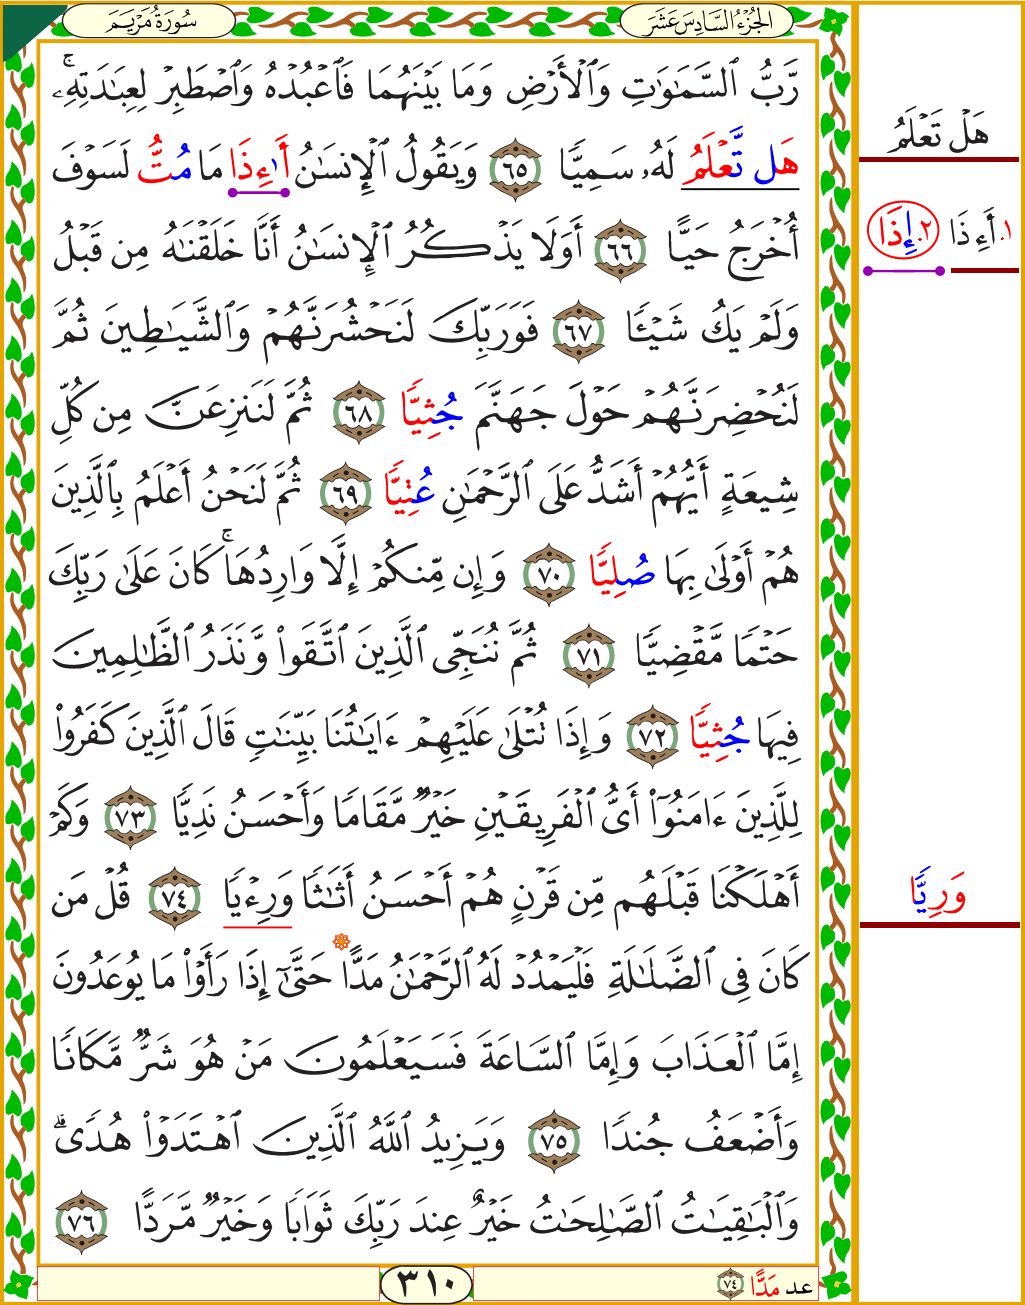 سُورَةُ مَرْيَمَ
الجُزْءُ السَّادِسَ عَشَرَ
رَّبُّ ٱلسَّمَٰوَٰتِ وَٱلْأَرْضِ وَمَا بَيْنَهُمَا فَٱعْبُدْهُ وَٱصْطَبِرْ لِعِبَٰدَتِهِۦۚ
هَل تَّعْلَمُ لَهُۥ سَمِيًّا ٦٥ وَيَقُولُ ٱلْإِنسَٰنُ أَا۟ءِذَا مَا مُتُّ لَسَوْفَ
أُخْرَجُ حَيًّا ٦٦ أَوَلَا يَذْكُرُ ٱلْإِنسَٰنُ أَنَّا خَلَقْنَٰهُ مِن قَبْلُ
وَلَمْ يَكُ شَيْـًٔا ٦٧ فَوَرَبِّكَ لَنَحْشُرَنَّهُمْ وَٱلشَّيَٰطِينَ ثُمَّ
لَنُحْضِرَنَّهُمْ حَوْلَ جَهَنَّمَ جُثِيًّا ٦٨ ثُمَّ لَنَنزِعَنَّ مِن كُلِّ
شِيعَةٍ أَيُّهُمْ أَشَدُّ عَلَى ٱلرَّحْمَٰنِ عُتِيًّا ٦٩ ثُمَّ لَنَحْنُ أَعْلَمُ بِٱلَّذِينَ
هُمْ أَوْلَىٰ بِهَا صُلِيًّا ٧٠ وَإِن مِّنكُمْ إِلَّا وَارِدُهَاۚ كَانَ عَلَىٰ رَبِّكَ
حَتْمًا مَّقْضِيًّا ٧١ ثُمَّ نُنَجِّى ٱلَّذِينَ ٱتَّقَوا۟ وَّنَذَرُ ٱلظَّٰلِمِينَ
فِيهَا جُثِيًّا ٧٢ وَإِذَا تُتْلَىٰ عَلَيْهِمْ ءَايَٰتُنَا بَيِّنَٰتٍ قَالَ ٱلَّذِينَ كَفَرُوا۟
لِلَّذِينَ ءَامَنُوٓا۟ أَىُّ ٱلْفَرِيقَيْنِ خَيْرٌ مَّقَامًا وَأَحْسَنُ نَدِيًّا ٧٣ وَكَمْ
أَهْلَكْنَا قَبْلَهُم مِّن قَرْنٍ هُمْ أَحْسَنُ أَثَٰثًا وَرِءْيًا ٧٤ قُلْ مَن
كَانَ فِى ٱلضَّلَٰلَةِ فَلْيَمْدُدْ لَهُ ٱلرَّحْمَٰنُ مَدًّا حَتَّىٰٓ إِذَا رَأَوْا۟ مَا يُوعَدُونَ
إِمَّا ٱلْعَذَابَ وَإِمَّا ٱلسَّاعَةَ فَسَيَعْلَمُونَ مَنْ هُوَ شَرٌّ مَّكَانًا
وَأَضْعَفُ جُندًا ٧٥ وَيَزِيدُ ٱللَّهُ ٱلَّذِينَ ٱهْتَدَوْا۟ هُدًىۗ
وَٱلْبَٰقِيَٰتُ ٱلصَّٰلِحَٰتُ خَيْرٌ عِندَ رَبِّكَ ثَوَابًا وَخَيْرٌ مَّرَدًّا ٧٦
هَلْ تَعْلَمُ
١. أَءِذَا ٢. إِذَا
وَرِيًّا
عد مَدًّا ٧٤
٣١٠